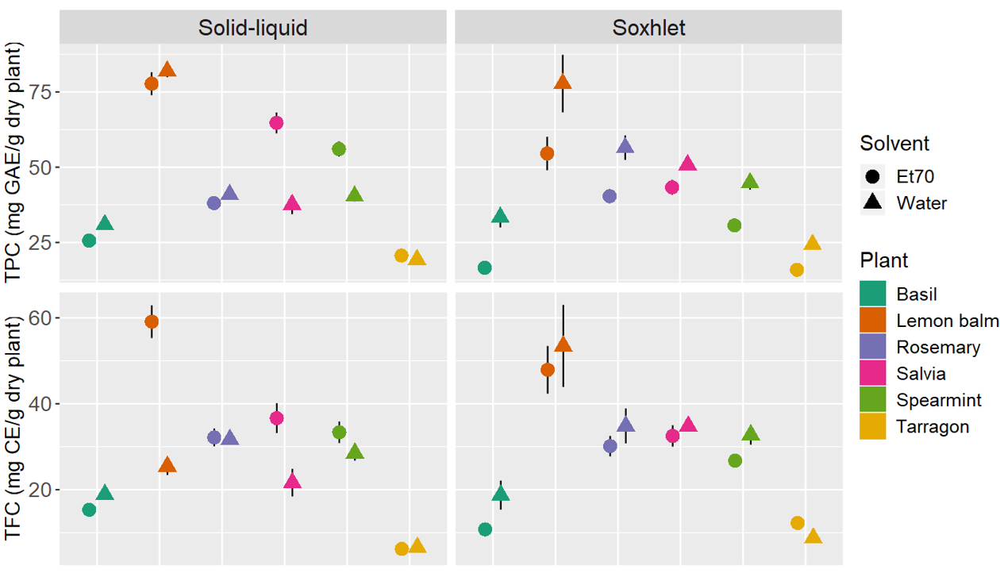 Solid-liquid
Soxhlet
TPC (mg GAE/g dry plant)
75
50
25
TFC (mg CE/g dry plant)
60
40
20
Solvent
Et70
Water
Plant
Basil
Lemon balm
Rosemary
Salvia
Spearmint
Tarragon